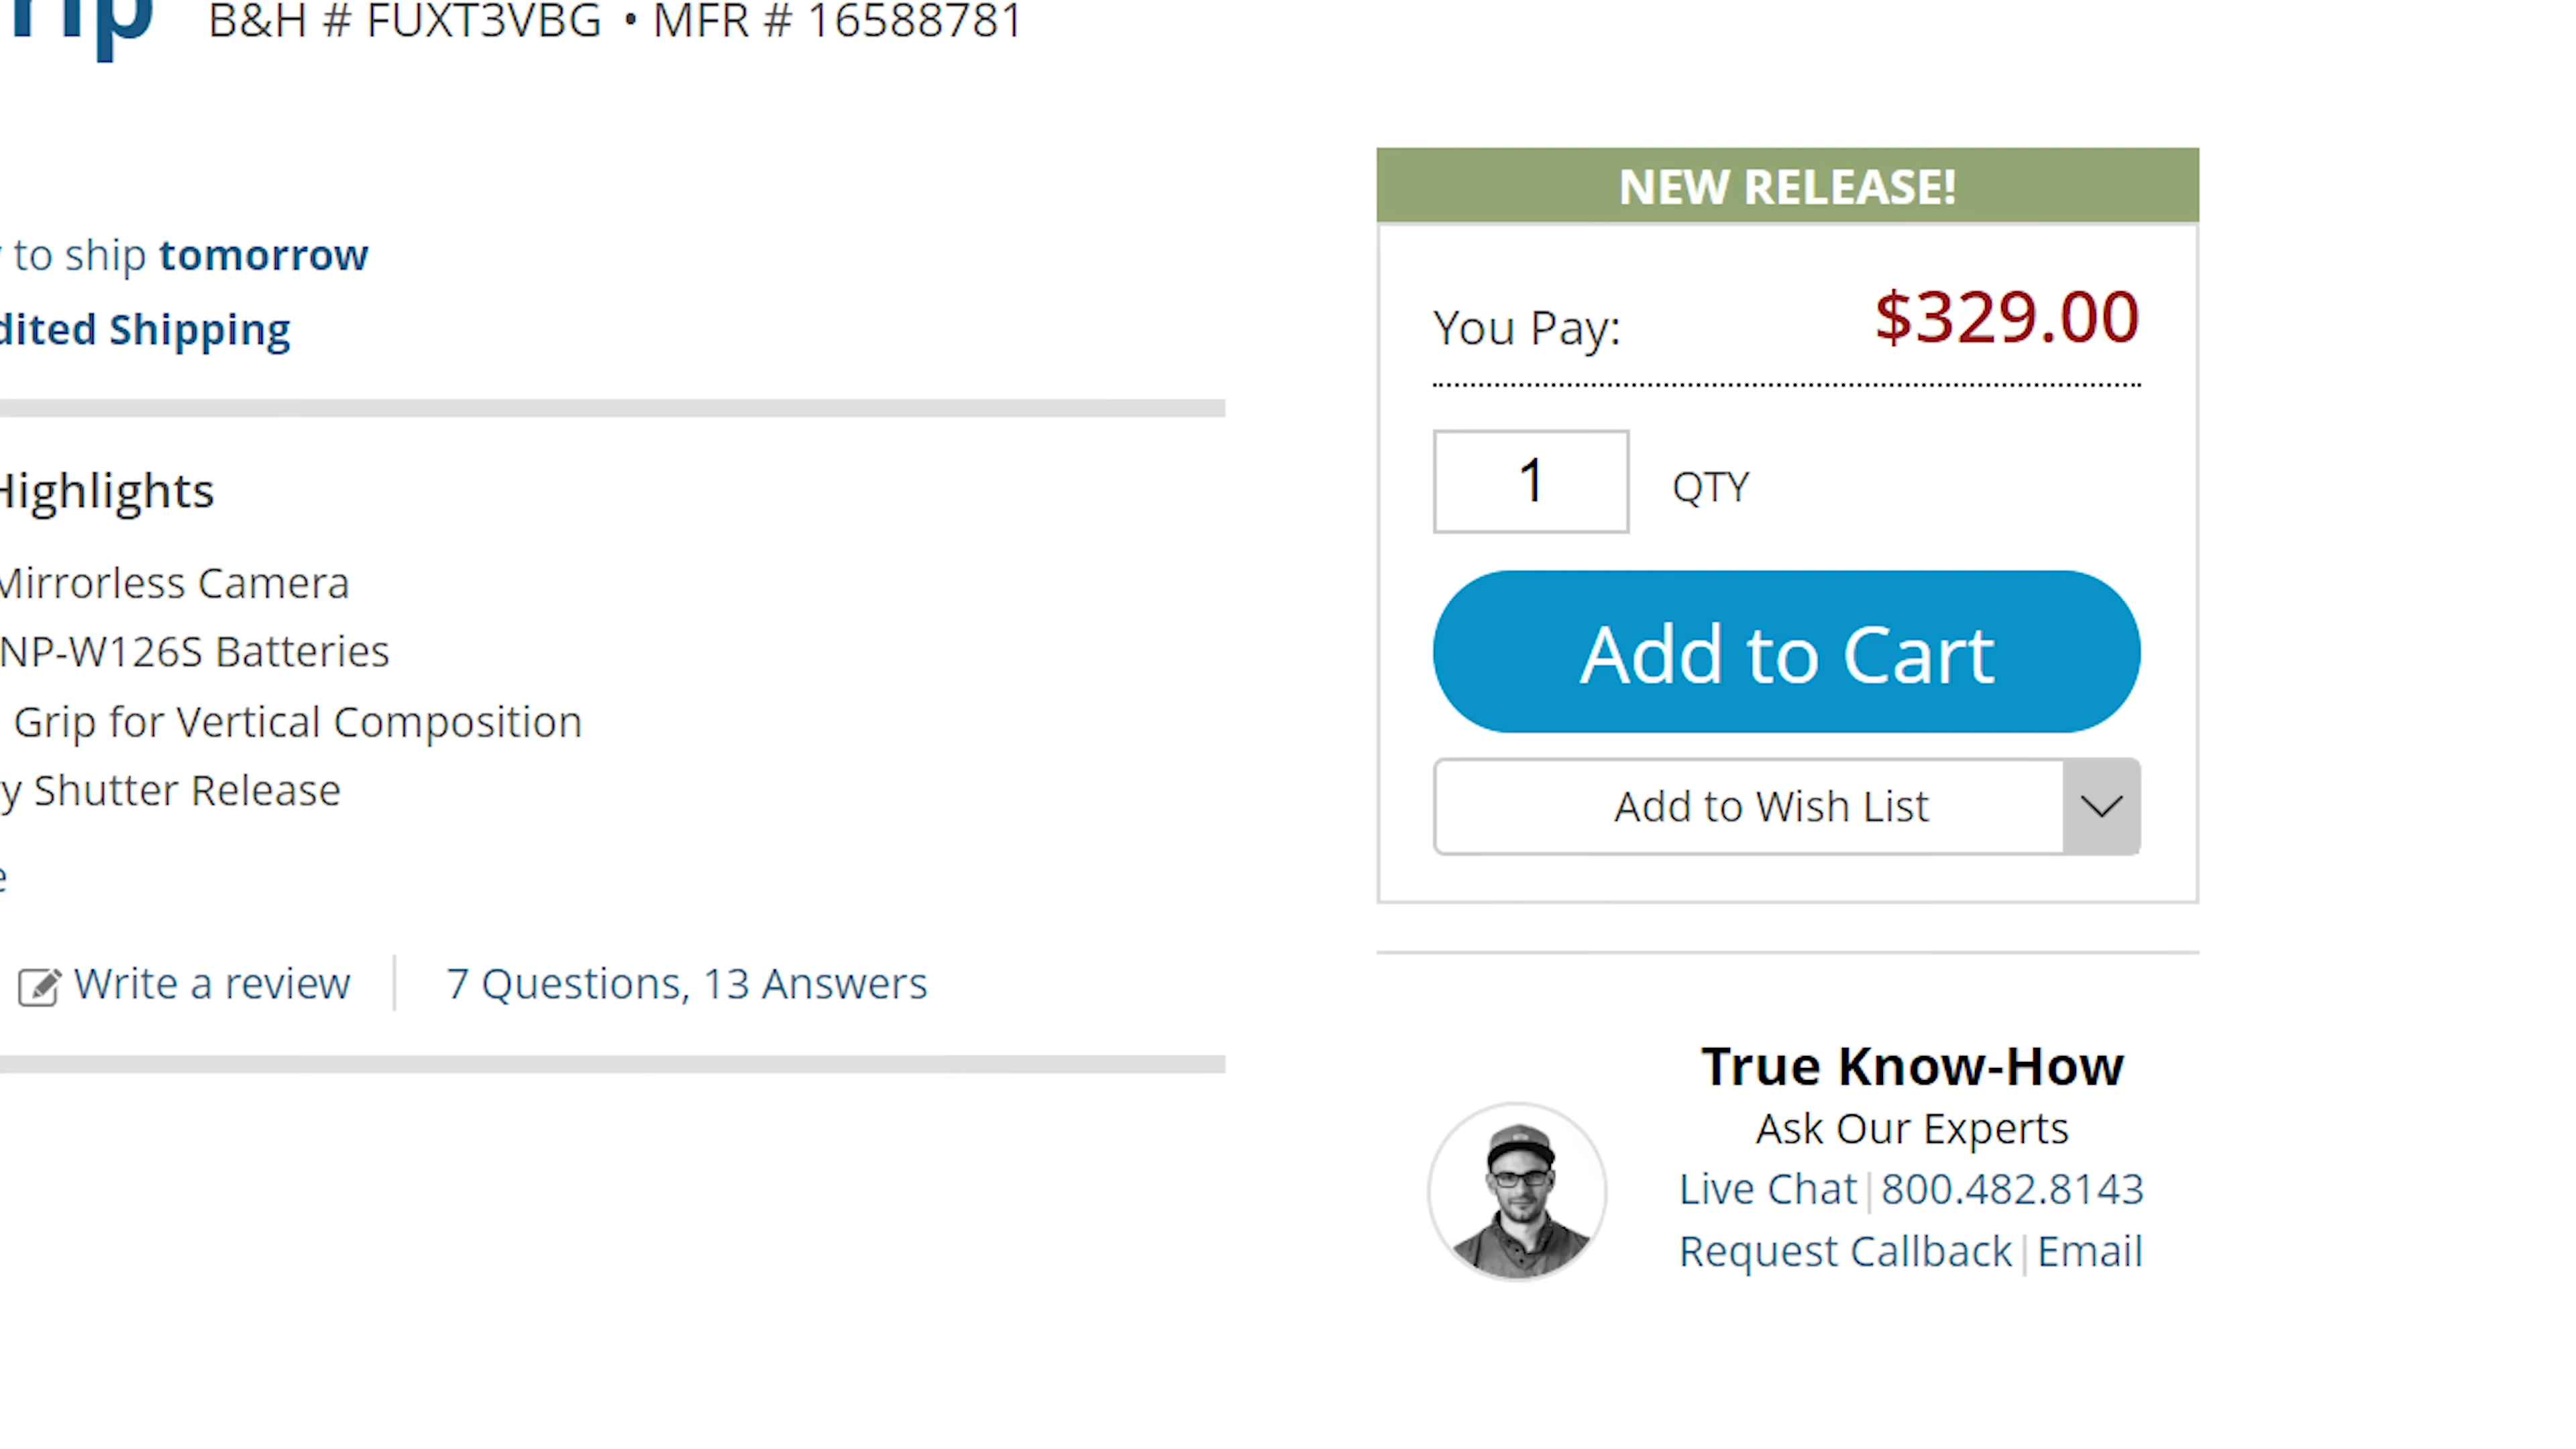 B&H # FUXT3VBG • MFR # 16588781
NEW RELEASE!
to ship tomorrow
Shipping
You Pay: $329.00
1 QTY
Highlights
Mirrorless Camera
NP-W126S Batteries
Add to Cart
Grip for Vertical Composition
Shutter Release
Add to Wish List
Write a review
7 Questions, 13 Answers
True Know-How
Ask Our Experts
Live Chat | 800.482.8143
Request Callback | Email